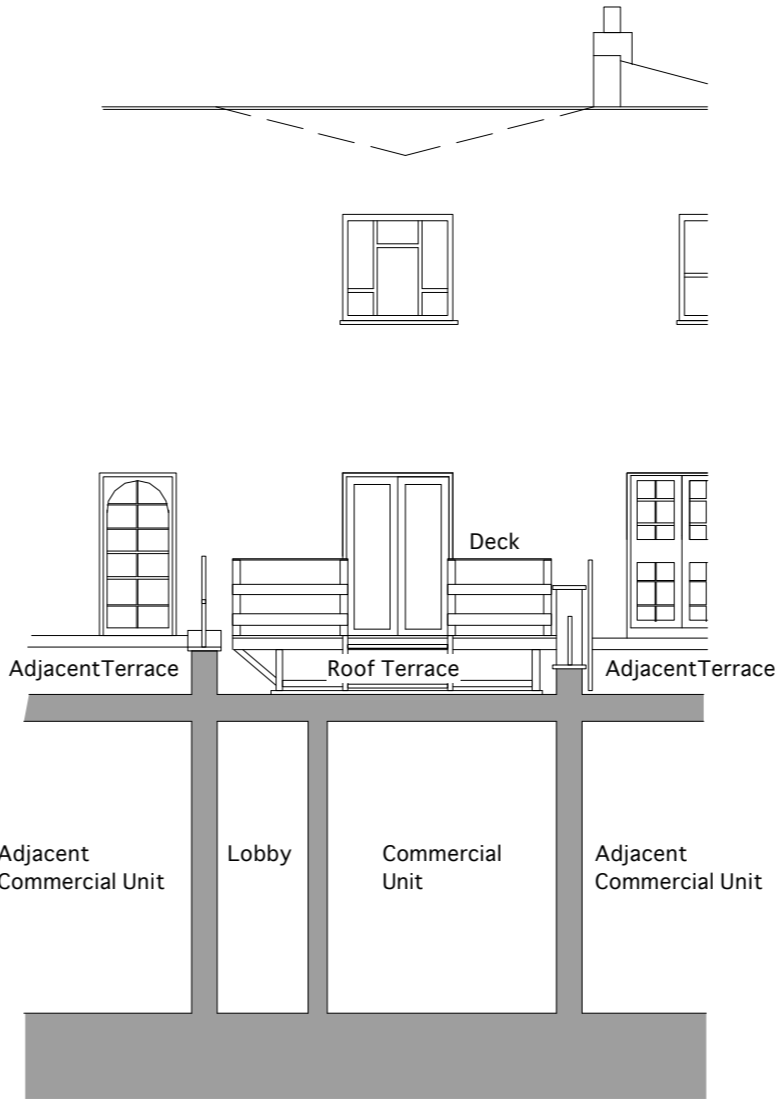 Deck
AdjacentTerrace
Roof Terrace
AdjacentTerrace
Adjacent
Commercial Unit
Lobby
Commercial
Unit
Adjacent
Commercial Unit